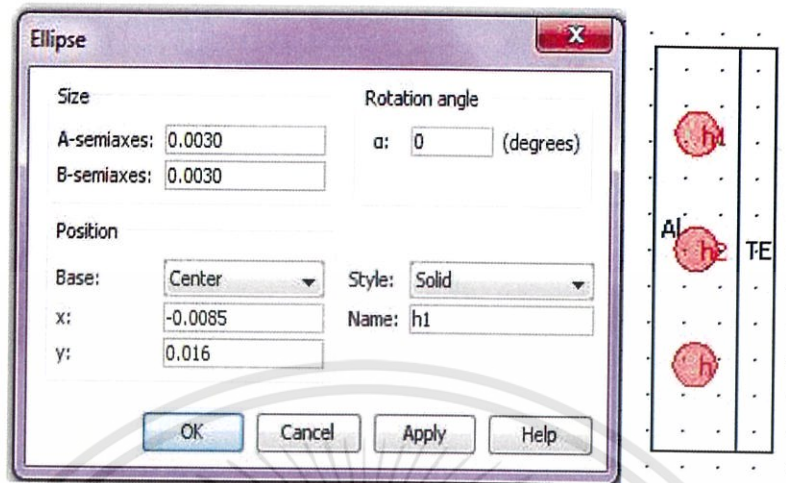 Ellipse
Size
Rotation angle
A-semiaxes: 0.0030
α: 0 (degrees)
B-semiaxes: 0.0030
Position
Base: Center
Style: Solid
x: -0.0085
Name: h1
y: 0.016
OK Cancel Apply Help
h1
Al
h2
TE